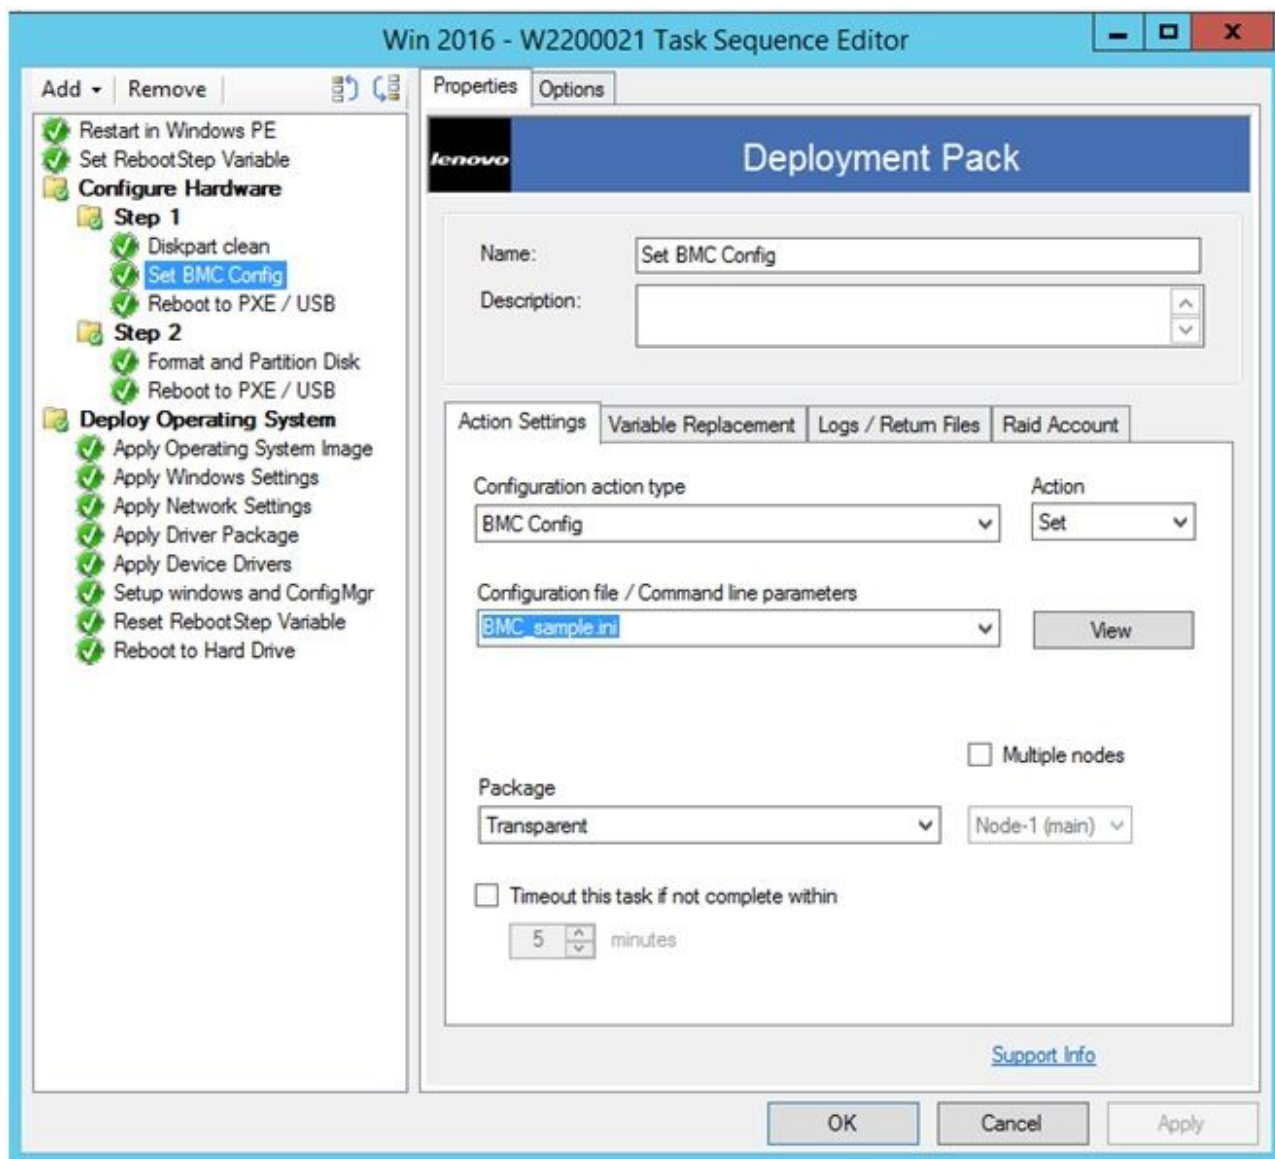 Win 2016 - W2200021 Task Sequence Editor
Add
Remove
Restart in Windows PE
Set RebootStep Variable
Configure Hardware
Step 1
Diskpart clean
Set BMC Config
Reboot to PXE / USB
Step 2
Format and Partition Disk
Reboot to PXE / USB
Deploy Operating System
Apply Operating System Image
Apply Windows Settings
Apply Network Settings
Apply Driver Package
Apply Device Drivers
Setup windows and ConfigMgr
Reset RebootStep Variable
Reboot to Hard Drive
Properties
Options
lenovo
Deployment Pack
Name:
Set BMC Config
Description:
Action Settings
Variable Replacement
Logs / Return Files
Raid Account
Configuration action type
Action
BMC Config
Set
Configuration file / Command line parameters
BMC_sample.ini
View
Multiple nodes
Package
Transparent
Node-1 (main)
Timeout this task if not complete within
5
minutes
Support Info
OK
Cancel
Apply